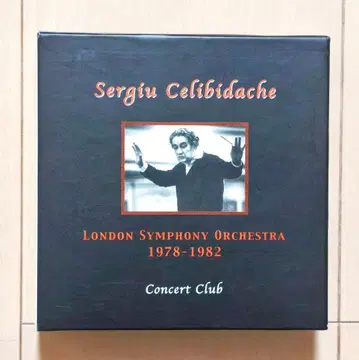 Sergiu Celibidache
London Symphony Orchestra
1978-1982
Concert Club